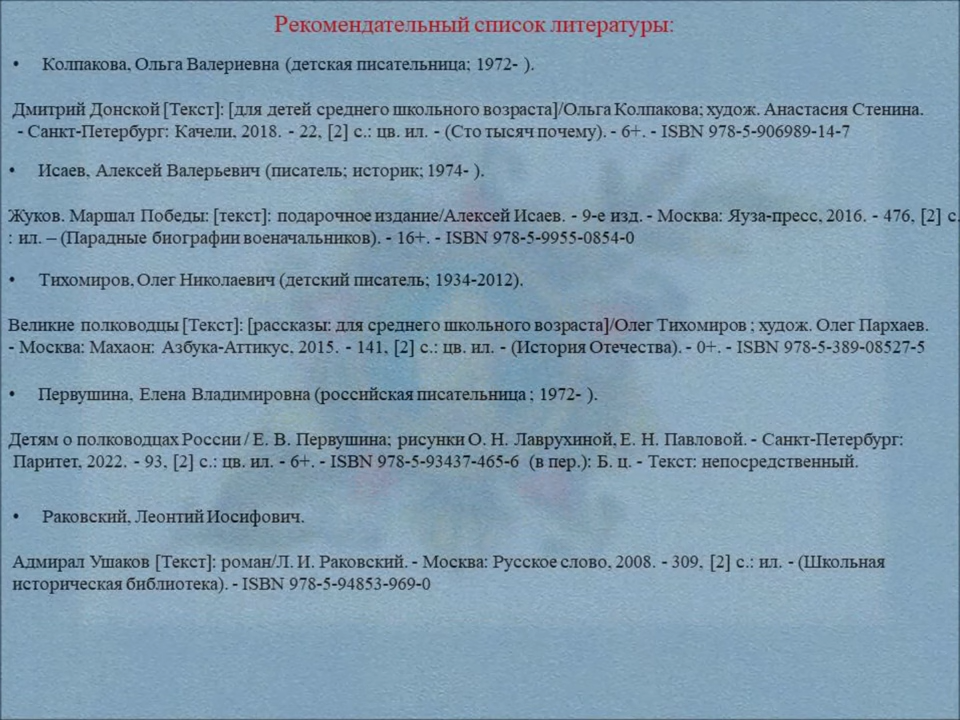 Рекомендательный список литературы:
• Колпакова, Ольга Валериевна (детская писательница; 1972- ).
Дмитрий Донской [Текст]: [для детей среднего школьного возраста]/Ольга Колпакова; худож. Анастасия Стенина.
- Санкт-Петербург: Качели, 2018. - 22, [2] с.: цв. ил. - (Сто тысяч почему). - 6+. - ISBN 978-5-906989-14-7
• Исаев, Алексей Валерьевич (писатель; историк; 1974- ).
Жуков. Маршал Победы: [текст]: подарочное издание/Алексей Исаев. - 9-е изд. - Москва: Яуза-пресс, 2016. - 476, [2] с.
: ил. – (Парадные биографии военачальников). - 16+. - ISBN 978-5-9955-0854-0
• Тихомиров, Олег Николаевич (детский писатель; 1934-2012).
Великие полководцы [Текст]: [рассказы: для среднего школьного возраста]/Олег Тихомиров ; худож. Олег Пархаев.
- Москва: Махаон: Азбука-Аттикус, 2015. - 141, [2] с.: цв. ил. - (История Отечества). - 0+. - ISBN 978-5-389-08527-5
• Первушина, Елена Владимировна (российская писательница ; 1972- ).
Детям о полководцах России / Е. В. Первушина; рисунки О. Н. Лаврухиной, Е. Н. Павловой. - Санкт-Петербург:
Паритет, 2022. - 93, [2] с.: цв. ил. - 6+. - ISBN 978-5-93437-465-6 (в пер.): Б. ц. - Текст: непосредственный.
• Раковский, Леонтий Иосифович.
Адмирал Ушаков [Текст]: роман/Л. И. Раковский. - Москва: Русское слово, 2008. - 309, [2] с.: ил. - (Школьная
историческая библиотека). - ISBN 978-5-94853-969-0